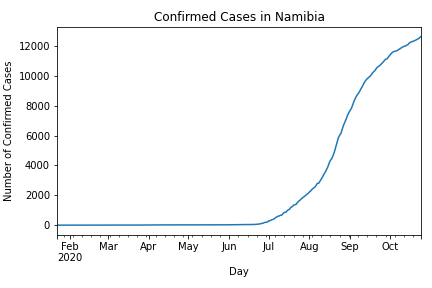 Confirmed Cases in Namibia
Number of Confirmed Cases
12000
10000
8000
6000
4000
2000
0
Feb Mar Apr May Jun Jul Aug Sep Oct
2020
Day